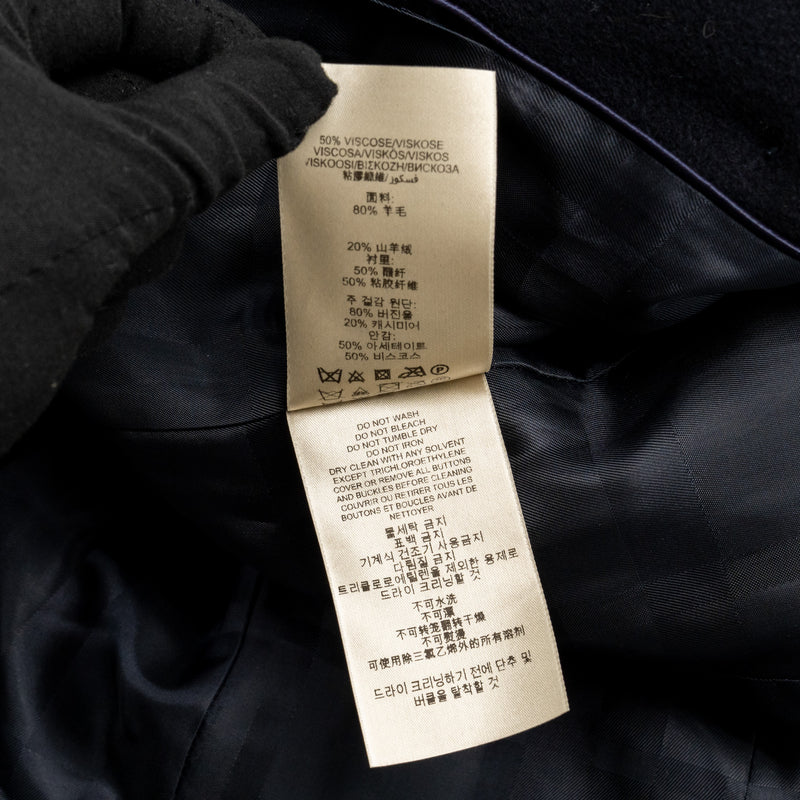 50% VISCOSE/VISKOSE
VISCOSA/VISKÓS/VISKOS
VISKOOSI/ΒΙΣΚΟΖΗ/ВИСКОЗА
粘膠纖維/فسكوز
面料:
80% 羊毛
20% 山羊绒
衬里:
50% 醋纤
50% 粘胶纤维
주 겉감 원단:
80% 버진울
20% 캐시미어
안감:
50% 아세테이트
50% 비스코스
P
DO NOT WASH
DO NOT BLEACH
DO NOT TUMBLE DRY
DO NOT IRON
DRY CLEAN WITH ANY SOLVENT
EXCEPT TRICHLOROETHYLENE
COVER OR REMOVE ALL BUTTONS
AND BUCKLES BEFORE CLEANING
COUVRIR OU RETIRER TOUS LES
BOUTONS ET BOUCLES AVANT DE
NETTOYER
물세탁 금지
표백 금지
기계식 건조기 사용금지
다림질 금지
트리클로로에틸렌을 제외한 용제로
드라이 크리닝할 것
不可水洗
不可漂
不可转笼翻转干燥
不可熨烫
可使用除三氯乙烯外的所有溶剂
드라이 크리닝하기 전에 단추 및
버클을 탈착할 것